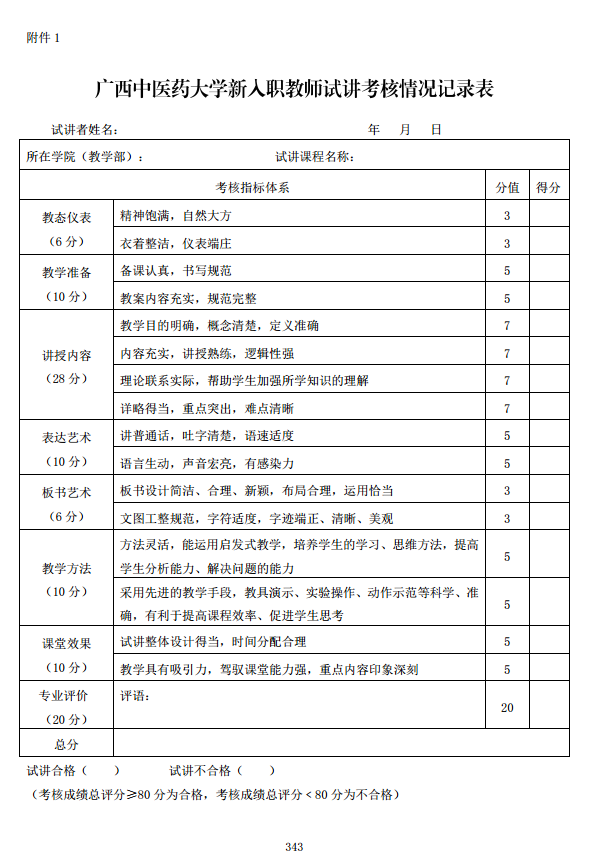 附件 1
广西中医药大学新入职教师试讲考核情况记录表
试讲者姓名： 年 月 日
所在学院（教学部）： 试讲课程名称：
考核指标体系 分值 得分
教态仪表
（6 分）
精神饱满，自然大方 3
衣着整洁，仪表端庄 3
教学准备
（10 分）
备课认真，书写规范 5
教案内容充实，规范完整 5
讲授内容
（28 分）
教学目的明确，概念清楚，定义准确 7
内容充实，讲授熟练，逻辑性强 7
理论联系实际，帮助学生加强所学知识的理解 7
详略得当，重点突出，难点清晰 7
表达艺术
（10 分）
讲普通话，吐字清楚，语速适度 5
语言生动，声音宏亮，有感染力 5
板书艺术
（6 分）
板书设计简洁、合理、新颖，布局合理，运用恰当 3
文图工整规范，字符适度，字迹端正、清晰、美观 3
教学方法
（10 分）
方法灵活，能运用启发式教学，培养学生的学习、思维方法，提高
学生分析能力、解决问题的能力 5
采用先进的教学手段，教具演示、实验操作、动作示范等科学、准
确，有利于提高课程效率、促进学生思考 5
课堂效果
（10 分）
试讲整体设计得当，时间分配合理 5
教学具有吸引力，驾驭课堂能力强，重点内容印象深刻 5
专业评价
（20 分）
评语： 20
总分
试讲合格（ ） 试讲不合格（ ）
（考核成绩总评分≥80 分为合格，考核成绩总评分＜80 分为不合格）
343